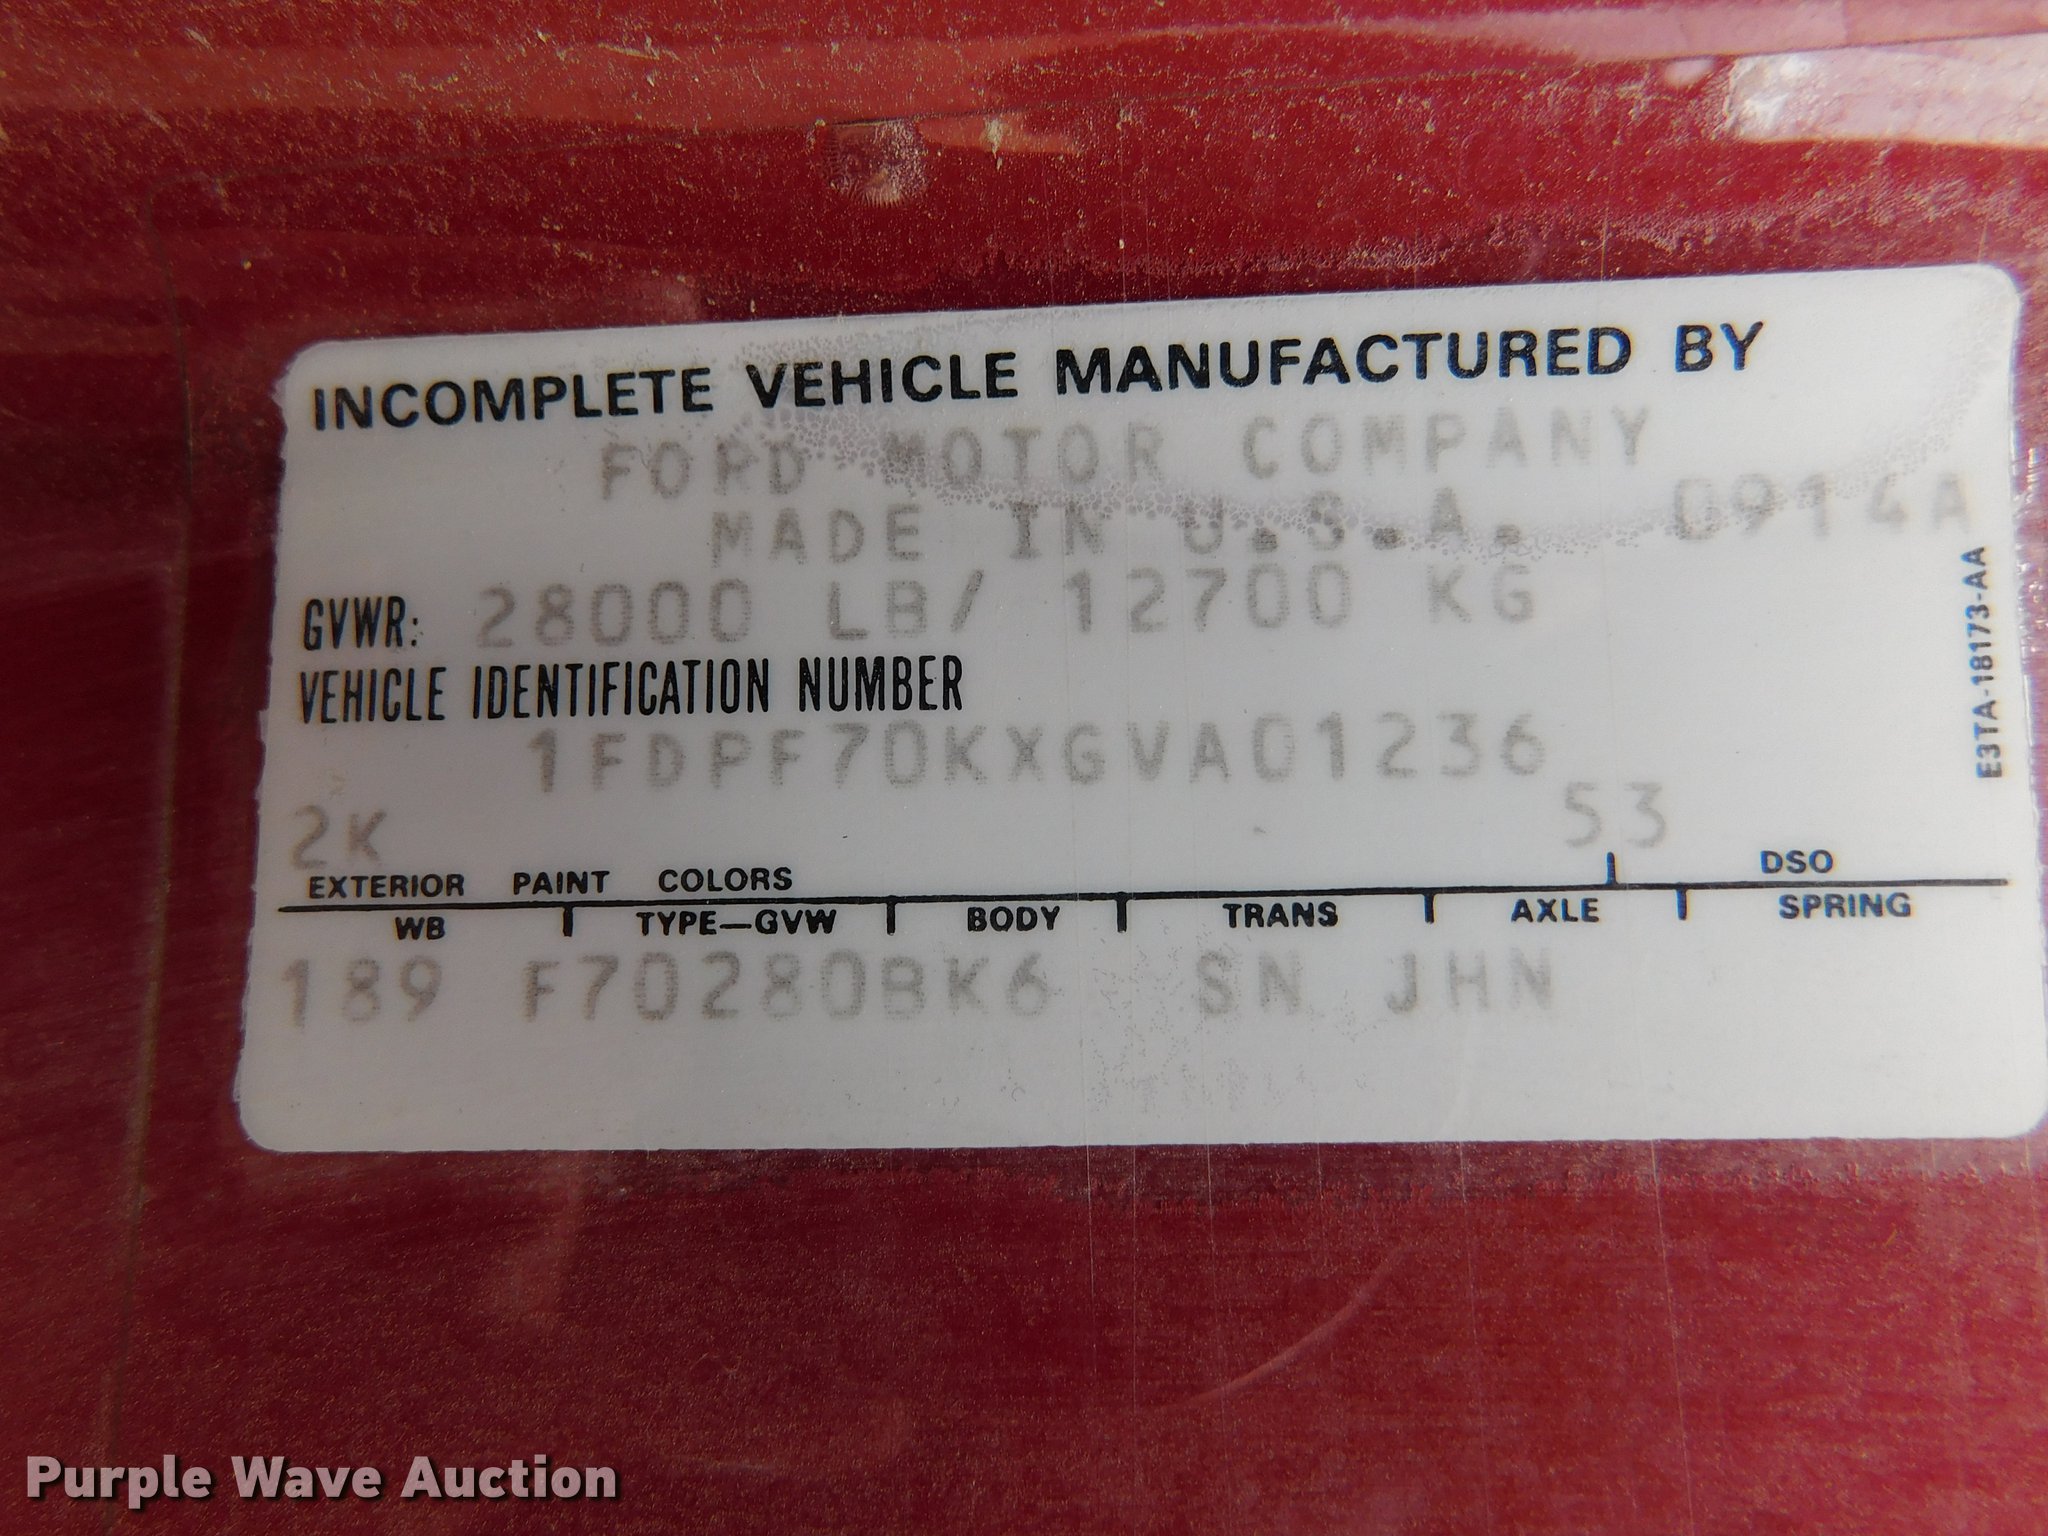 INCOMPLETE VEHICLE MANUFACTURED BY
FORD MOTOR COMPANY
MADE IN U.S.A. 0914A
GVWR: 28000 LB/ 12700 KG
VEHICLE IDENTIFICATION NUMBER
1FDPF70KXGVA01236
2K 53
EXTERIOR PAINT COLORS DSO
WB TYPE—GVW BODY TRANS AXLE SPRING
189 F70280BK6 SN JHN
E3TA-18173-AA
Purple Wave Auction